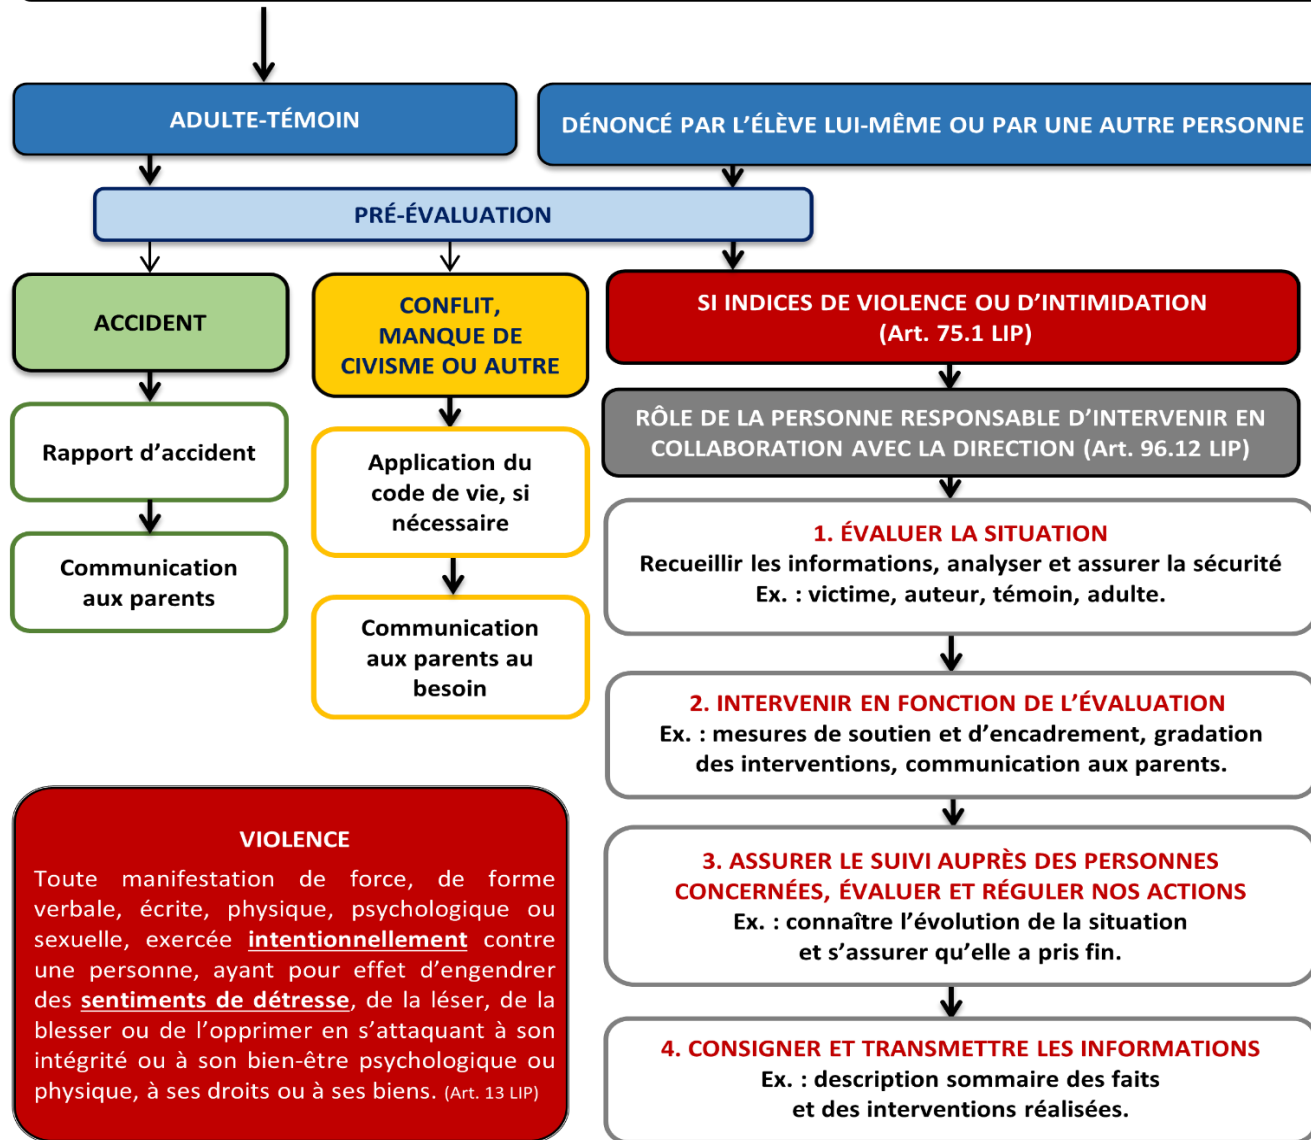 ADULTE-TÉMOIN
DÉNONCÉ PAR L'ÉLÈVE LUI-MÊME OU PAR UNE AUTRE PERSONNE
PRÉ-ÉVALUATION
ACCIDENT
Rapport d'accident
Communication
aux parents
CONFLIT,
MANQUE DE
CIVISME OU AUTRE
Application du
code de vie, si
nécessaire
Communication
aux parents au
besoin
SI INDICES DE VIOLENCE OU D'INTIMIDATION
(Art. 75.1 LIP)
RÔLE DE LA PERSONNE RESPONSABLE D'INTERVENIR EN
COLLABORATION AVEC LA DIRECTION (Art. 96.12 LIP)
1. ÉVALUER LA SITUATION
Recueillir les informations, analyser et assurer la sécurité
Ex. : victime, auteur, témoin, adulte.
2. INTERVENIR EN FONCTION DE L'ÉVALUATION
Ex. : mesures de soutien et d'encadrement, gradation
des interventions, communication aux parents.
3. ASSURER LE SUIVI AUPRÈS DES PERSONNES
CONCERNÉES, ÉVALUER ET RÉGULER NOS ACTIONS
Ex. : connaître l'évolution de la situation
et s'assurer qu'elle a pris fin.
4. CONSIGNER ET TRANSMETTRE LES INFORMATIONS
Ex. : description sommaire des faits
et des interventions réalisées.
VIOLENCE
Toute manifestation de force, de forme
verbale, écrite, physique, psychologique ou
sexuelle, exercée intentionnellement contre
une personne, ayant pour effet d'engendrer
des sentiments de détresse, de la léser, de la
blesser ou de l'opprimer en s'attaquant à son
intégrité ou à son bien-être psychologique ou
physique, à ses droits ou à ses biens. (Art. 13 LIP)